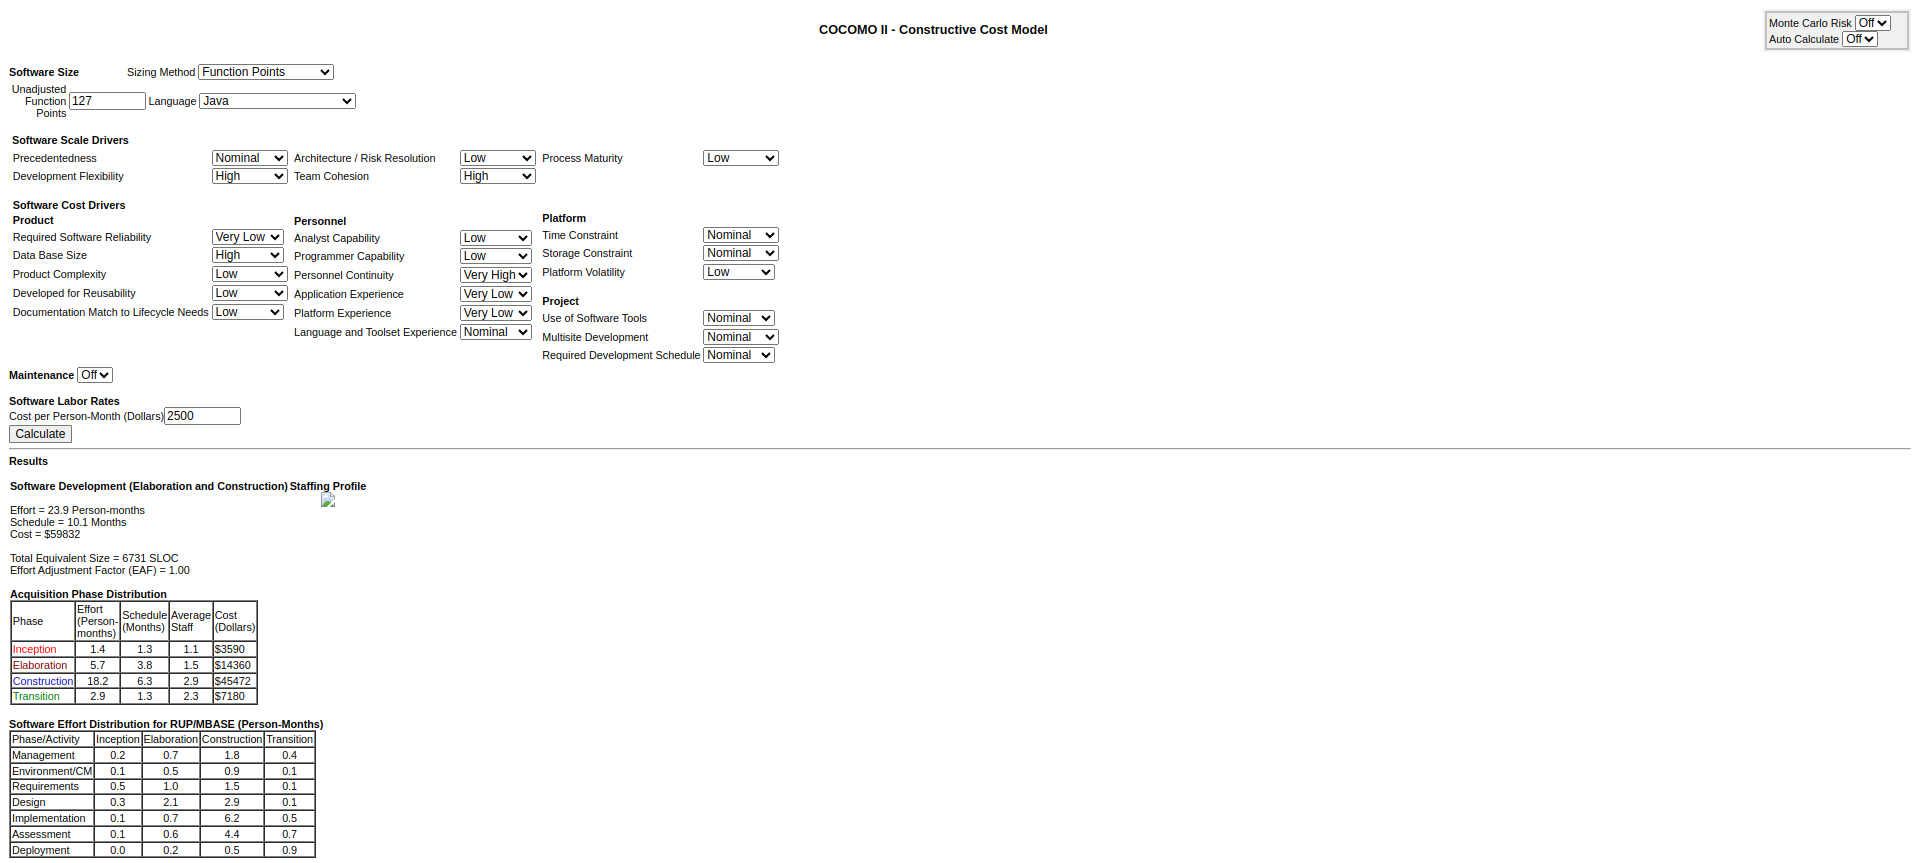 COCOMO II - Constructive Cost Model
Monte Carlo Risk Off
Auto Calculate Off
Software Size Sizing Method Function Points
Unadjusted
Function
Points
127 Language Java
Software Scale Drivers
Precedentedness Nominal Architecture / Risk Resolution Low Process Maturity Low
Development Flexibility High Team Cohesion High
Software Cost Drivers
Product
Required Software Reliability Very Low
Data Base Size High
Product Complexity Low
Developed for Reusability Low
Documentation Match to Lifecycle Needs Low
Personnel
Analyst Capability Low
Programmer Capability Low
Personnel Continuity Very High
Application Experience Very Low
Platform Experience Very Low
Language and Toolset Experience Nominal
Platform
Time Constraint Nominal
Storage Constraint Nominal
Platform Volatility Low
Project
Use of Software Tools Nominal
Multisite Development Nominal
Required Development Schedule Nominal
Maintenance Off
Software Labor Rates
Cost per Person-Month (Dollars) 2500
Calculate
Results
Software Development (Elaboration and Construction) Staffing Profile
Effort = 23.9 Person-months
Schedule = 10.1 Months
Cost = $59832
Total Equivalent Size = 6731 SLOC
Effort Adjustment Factor (EAF) = 1.00
Acquisition Phase Distribution
Phase Effort (Person-months) Schedule (Months) Average Staff Cost (Dollars)
Inception 1.4 1.3 1.1 $3590
Elaboration 5.7 3.8 1.5 $14360
Construction 18.2 6.3 2.9 $45472
Transition 2.9 1.3 2.3 $7180
Software Effort Distribution for RUP/MBASE (Person-Months)
Phase/Activity Inception Elaboration Construction Transition
Management 0.2 0.7 1.8 0.4
Environment/CM 0.1 0.5 0.9 0.1
Requirements 0.5 1.0 1.5 0.1
Design 0.3 2.1 2.9 0.1
Implementation 0.1 0.7 6.2 0.5
Assessment 0.1 0.6 4.4 0.7
Deployment 0.0 0.2 0.5 0.9